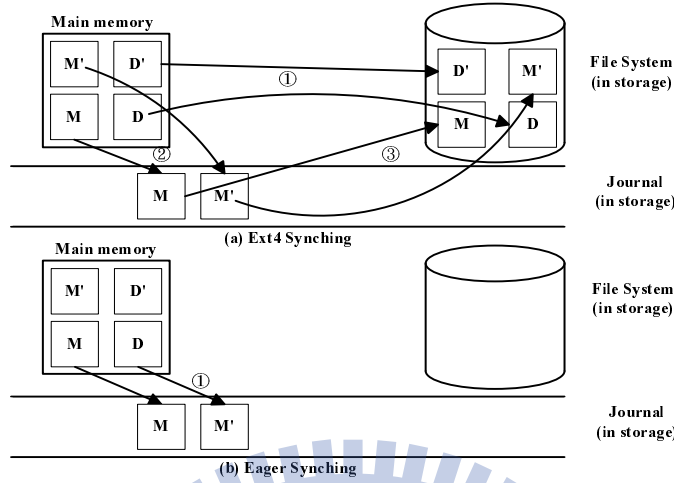 Main memory
M' D'
M D
①
②
③
D' M'
M D
File System
(in storage)
M M'
Journal
(in storage)
(a) Ext4 Synching
Main memory
M' D'
M D
①
File System
(in storage)
M M'
Journal
(in storage)
(b) Eager Synching